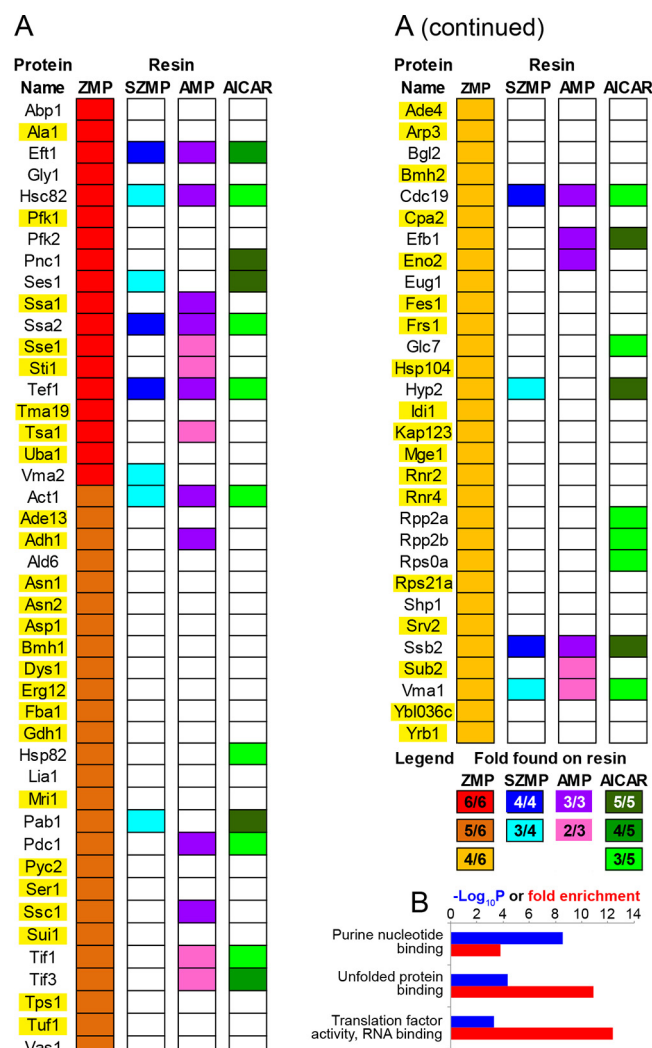 A
Protein Resin
Name ZMP SZMP AMP AICAR
Abp1
Ala1
Eft1
Gly1
Hsc82
Pfk1
Pfk2
Pnc1
Ses1
Ssa1
Ssa2
Sse1
Sti1
Tef1
Tma19
Tsa1
Uba1
Vma2
Act1
Ade13
Adh1
Ald6
Asn1
Asn2
Asp1
Bmh1
Dys1
Erg12
Fba1
Gdh1
Hsp82
Lia1
Mri1
Pab1
Pdc1
Pyc2
Ser1
Ssc1
Sui1
Tif1
Tif3
Tps1
Tuf1
Vas1
A (continued)
Protein Resin
Name ZMP SZMP AMP AICAR
Ade4
Arp3
Bgl2
Bmh2
Cdc19
Cpa2
Efb1
Eno2
Eug1
Fes1
Frs1
Glc7
Hsp104
Hyp2
Idi1
Kap123
Mge1
Rnr2
Rnr4
Rpp2a
Rpp2b
Rps0a
Rps21a
Shp1
Srv2
Ssb2
Sub2
Vma1
Ybl036c
Yrb1
Legend Fold found on resin
ZMP SZMP AMP AICAR
6/6 4/4 3/3 5/5
5/6 3/4 2/3 4/5
4/6 3/5
B -Log10P or fold enrichment
0 2 4 6 8 10 12 14
Purine nucleotide
binding
Unfolded protein
binding
Translation factor
activity, RNA binding